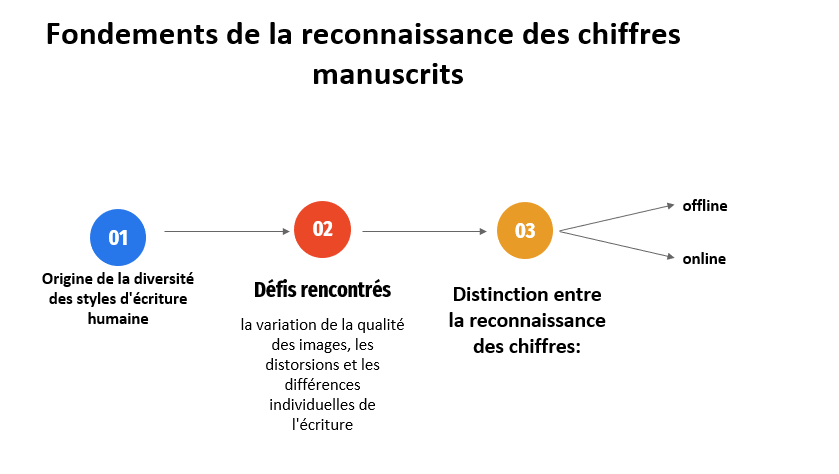 Fondements de la reconnaissance des chiffres
manuscrits
01
Origine de la diversité
des styles d'écriture
humaine
02
Défis rencontrés
la variation de la qualité
des images, les
distorsions et les
différences
individuelles de
l'écriture
03
Distinction entre
la reconnaissance
des chiffres:
offline
online